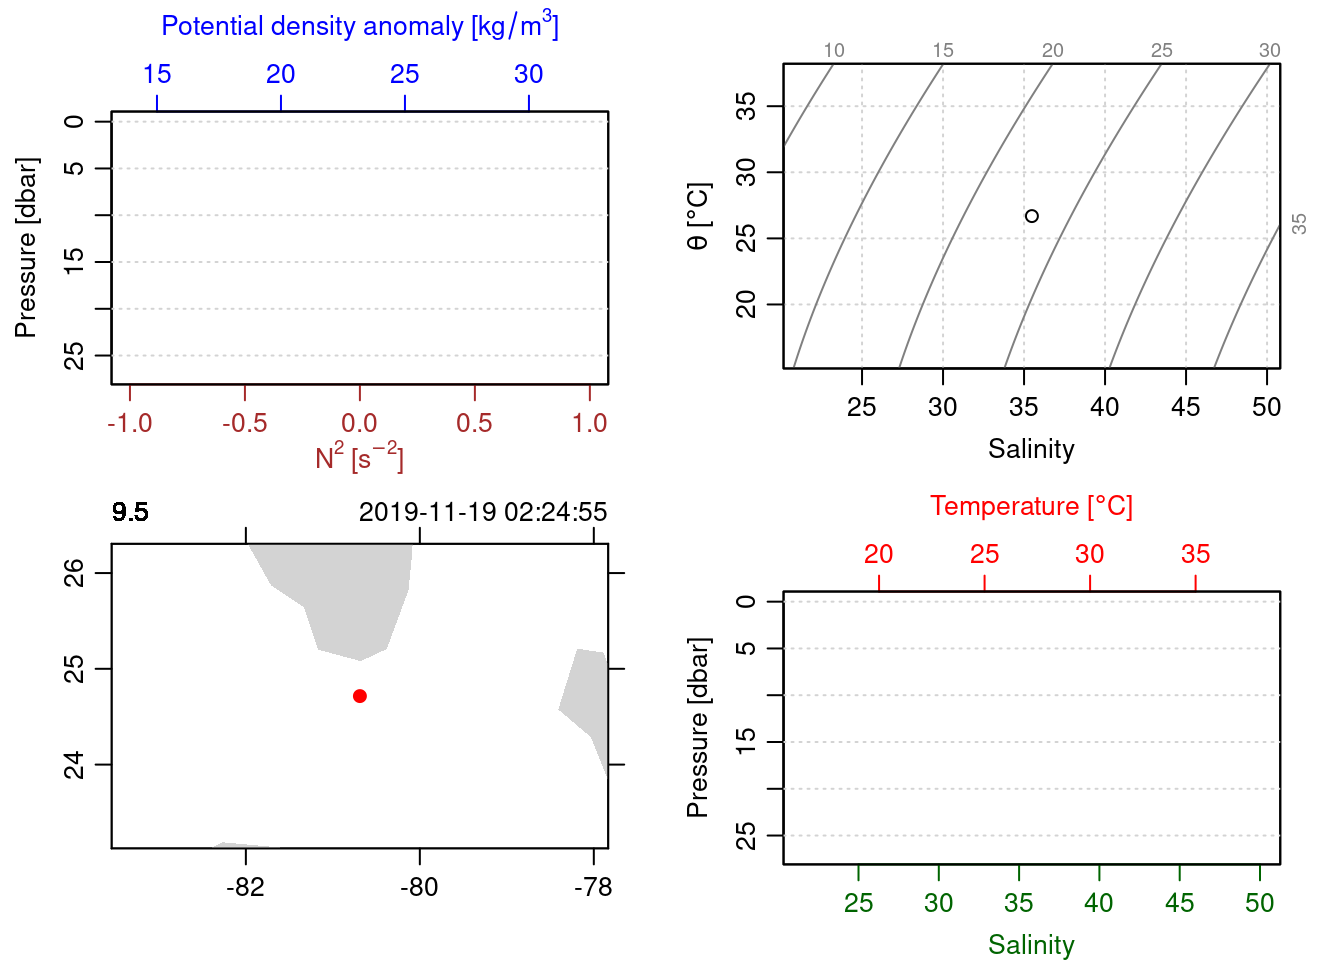 Potential density anomaly [kg/m³]
15 20 25 30
Pressure [dbar]
0
5
15
25
-1.0 -0.5 0.0 0.5 1.0
N² [s⁻²]
10 15 20 25 30
35
θ [°C]
35
30
25
20
25 30 35 40 45 50
Salinity
9.5 2019-11-19 02:24:55
26
25
24
-82 -80 -78
Temperature [°C]
20 25 30 35
Pressure [dbar]
0
5
15
25
25 30 35 40 45 50
Salinity